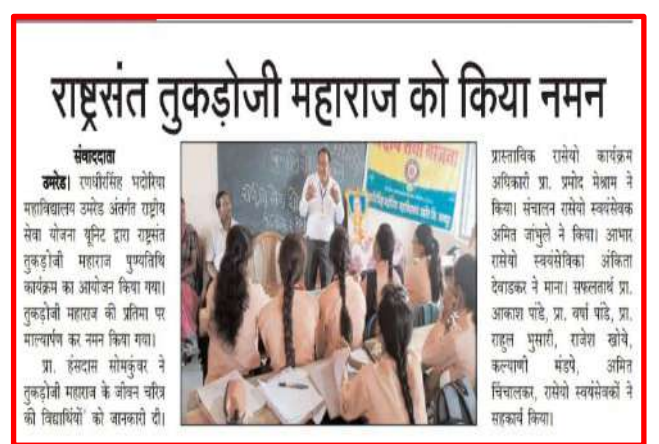 राष्ट्रसंत तुकड़ोजी महाराज को किया नमन
संवाददाता
उमरेड। रणधीरसिंह भदोरिया
महाविद्यालय उमरेड अंतर्गत राष्ट्रीय
सेवा योजना यूनिट द्वारा राष्ट्रसंत
तुकड़ोजी महाराज पुण्यतिथि
कार्यक्रम का आयोजन किया गया।
तुकड़ोजी महाराज की प्रतिमा पर
माल्यार्पण कर नमन किया गया।
प्रा. हंसदास सोमकुंवर ने
तुकड़ोजी महाराज के जीवन चरित्र
की विद्यार्थियों' को जानकारी दी।
सेवा योजना
प्रास्ताविक रासेयो कार्यक्रम
अधिकारी प्रा. प्रमोद मेश्राम ने
किया। संचालन रासेयो स्वयंसेवक
अमित जांभुले ने किया। आभार
रासेयो स्वयंसेविका अंकिता
देवाडकर ने माना। सफलतार्थ प्रा.
आकाश पांडे, प्रा. वर्षा पांडे, प्रा.
राहुल भुसारी, राजेश खोये,
कल्याणी मंडपे, अमित
चिंचालकर, रासेयो स्वयंसेवकों ने
सहकार्य किया।